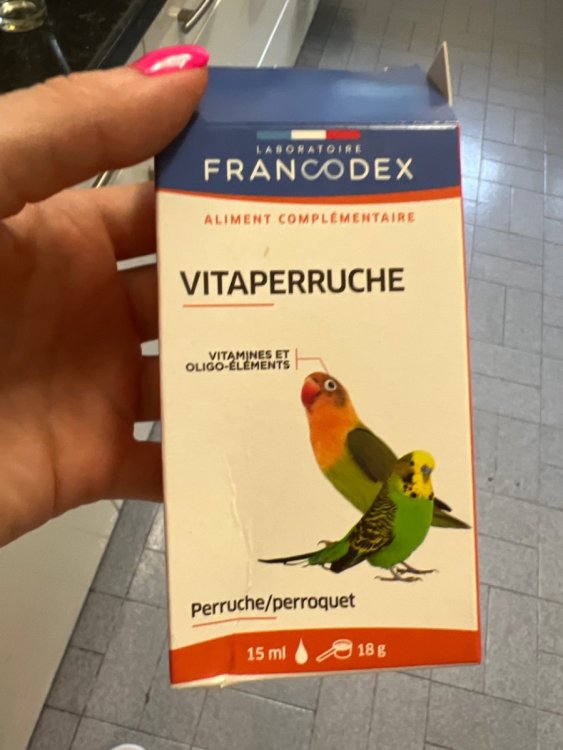 LABORATOIRE
FRANCODEX
ALIMENT COMPLÉMENTAIRE
VITAPERRUCHE
VITAMINES ET
OLIGO-ÉLÉMENTS
Perruche/perroquet
15 ml 18 g